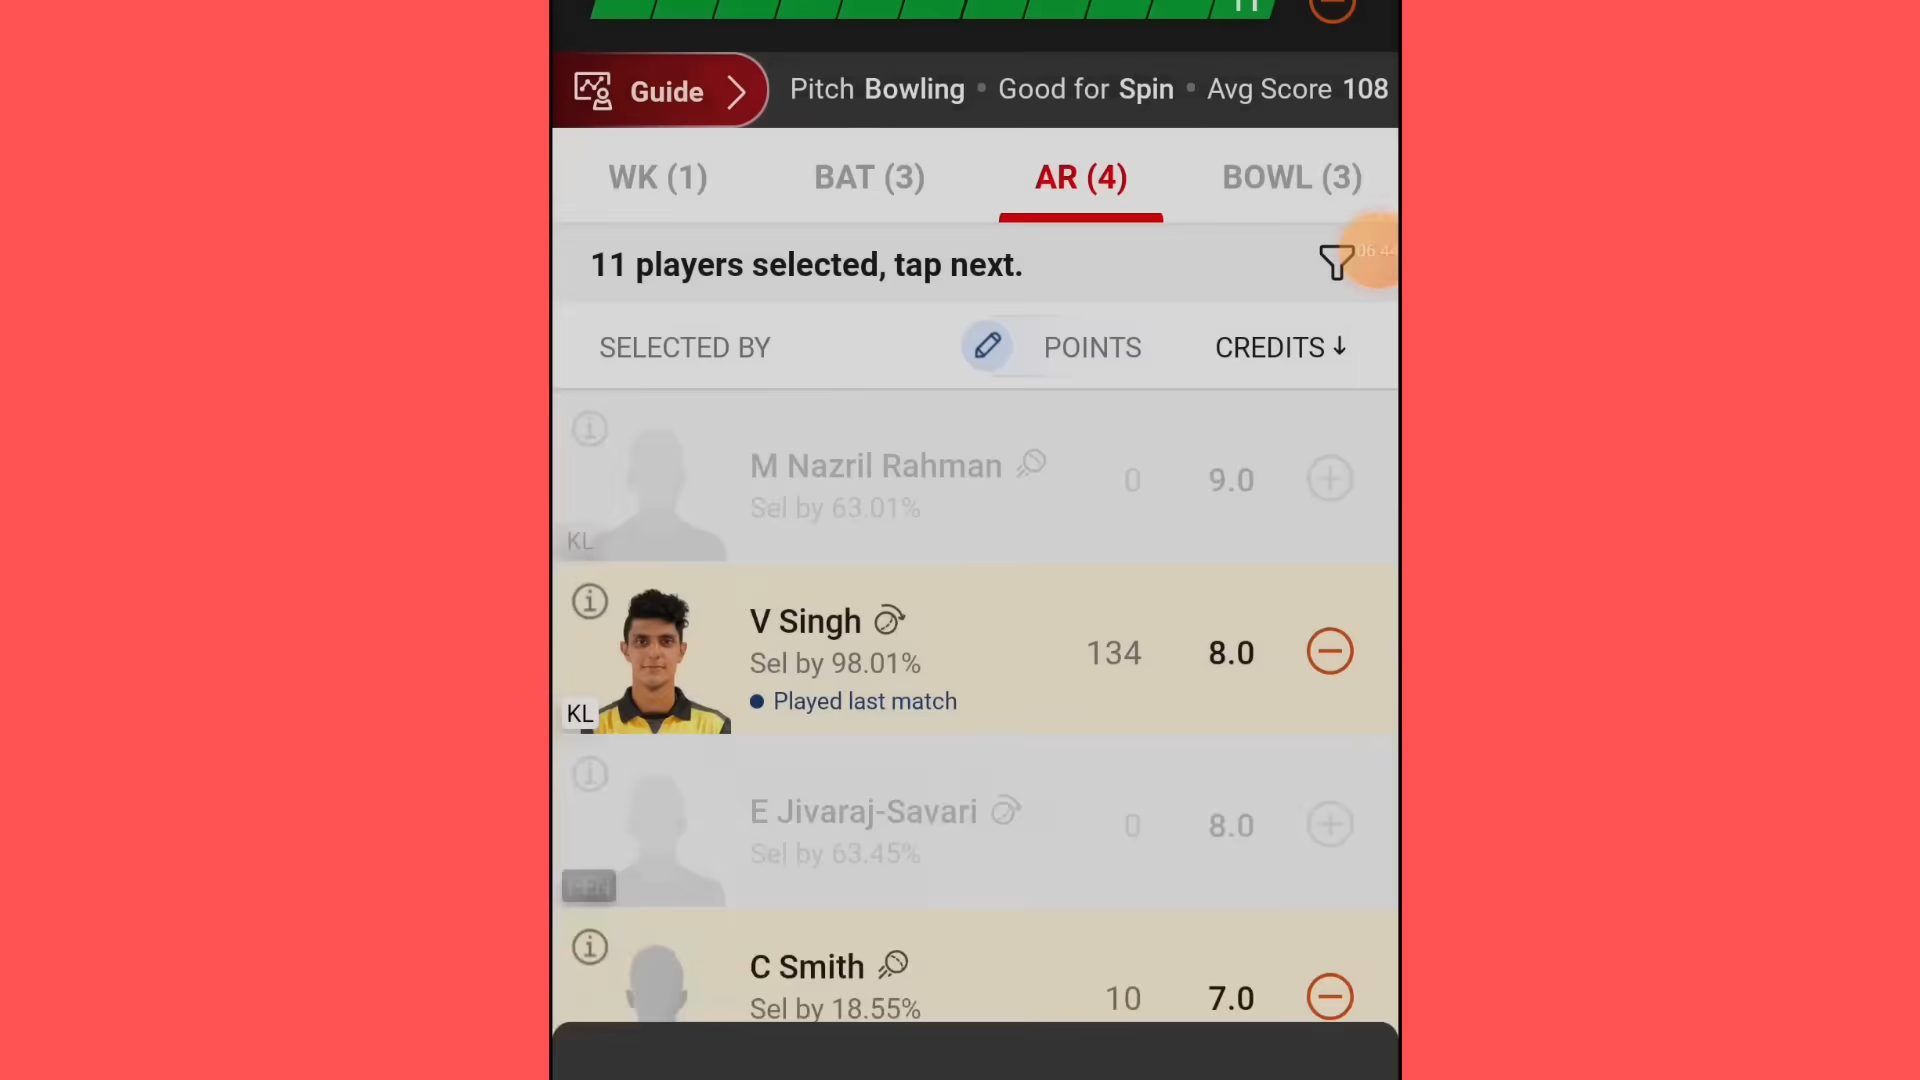 11
Guide
Pitch Bowling • Good for Spin • Avg Score 108
WK (1) BAT (3) AR (4) BOWL (3)
11 players selected, tap next.
06:44
SELECTED BY POINTS CREDITS↓
M Nazril Rahman 0 9.0
Sel by 63.01%
KL
V Singh 134 8.0
Sel by 98.01%
Played last match
KL
E Jivaraj-Savari 0 8.0
Sel by 63.45%
C Smith 10 7.0
Sel by 18.55%